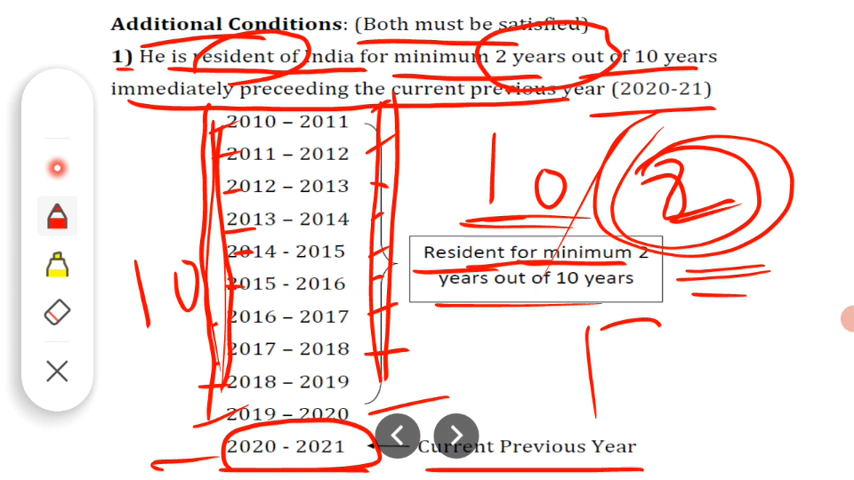 Additional Conditions: (Both must be satisfied)
1) He is resident of India for minimum 2 years out of 10 years
immediately preceeding the current previous year (2020-21)
2010 – 2011
2011 – 2012
2012 – 2013
2013 – 2014
2014 - 2015
2015 - 2016
2016 – 2017
2017 – 2018
2018 – 2019
2019 – 2020
2020 - 2021
10
10
2
Resident for minimum 2
years out of 10 years
Current Previous Year